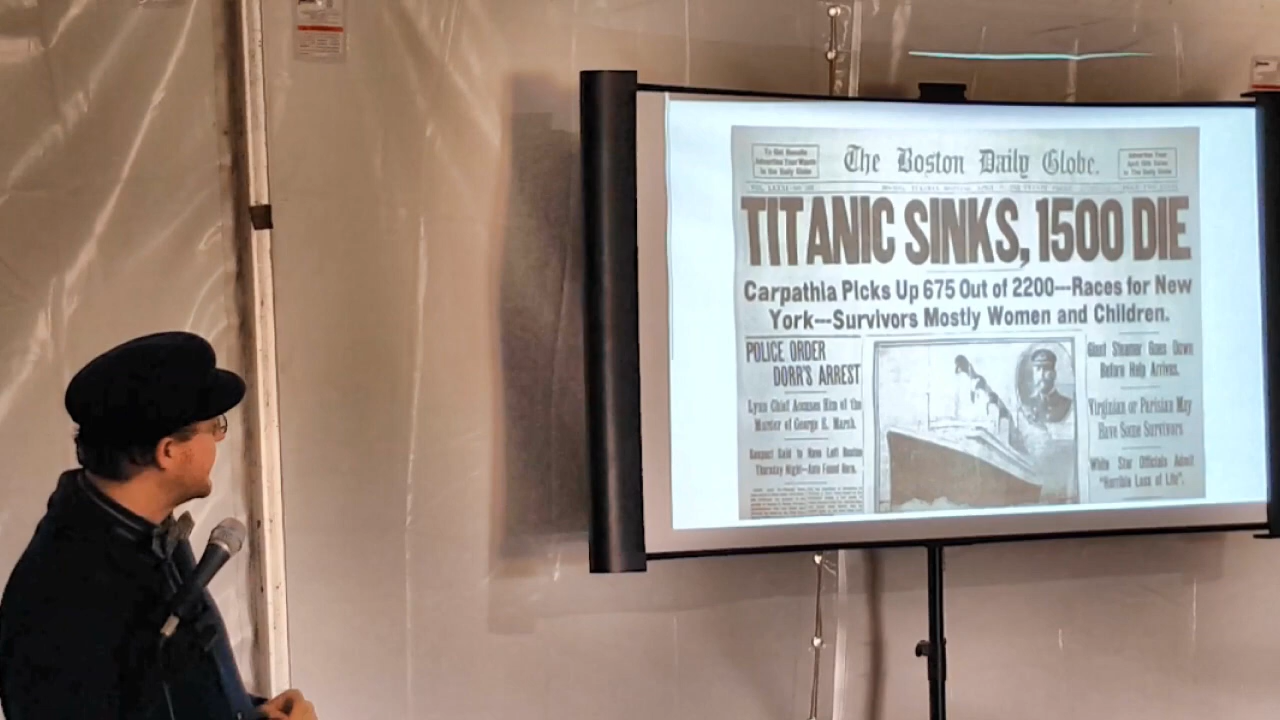 To Get Results
Advertise Your Wants
In the Daily Globe
The Boston Daily Globe.
Advertise Your
In The Daily Globe
TITANIC SINKS, 1500 DIE
Carpathia Picks Up 675 Out of 2200---Races for New
York---Survivors Mostly Women and Children.
POLICE ORDER
DORR'S ARREST
Lynn Chief Accuses Him of the
Murder of George E. Marsh.
Suspect Said to Have Left Boston
Thursday Night--Auto Found Here.
Giant Steamer Goes Down
Before Help Arrives.
Virginian or Parisian May
Have Some Survivors
White Star Officials Admit
"Horrible Loss of Life".